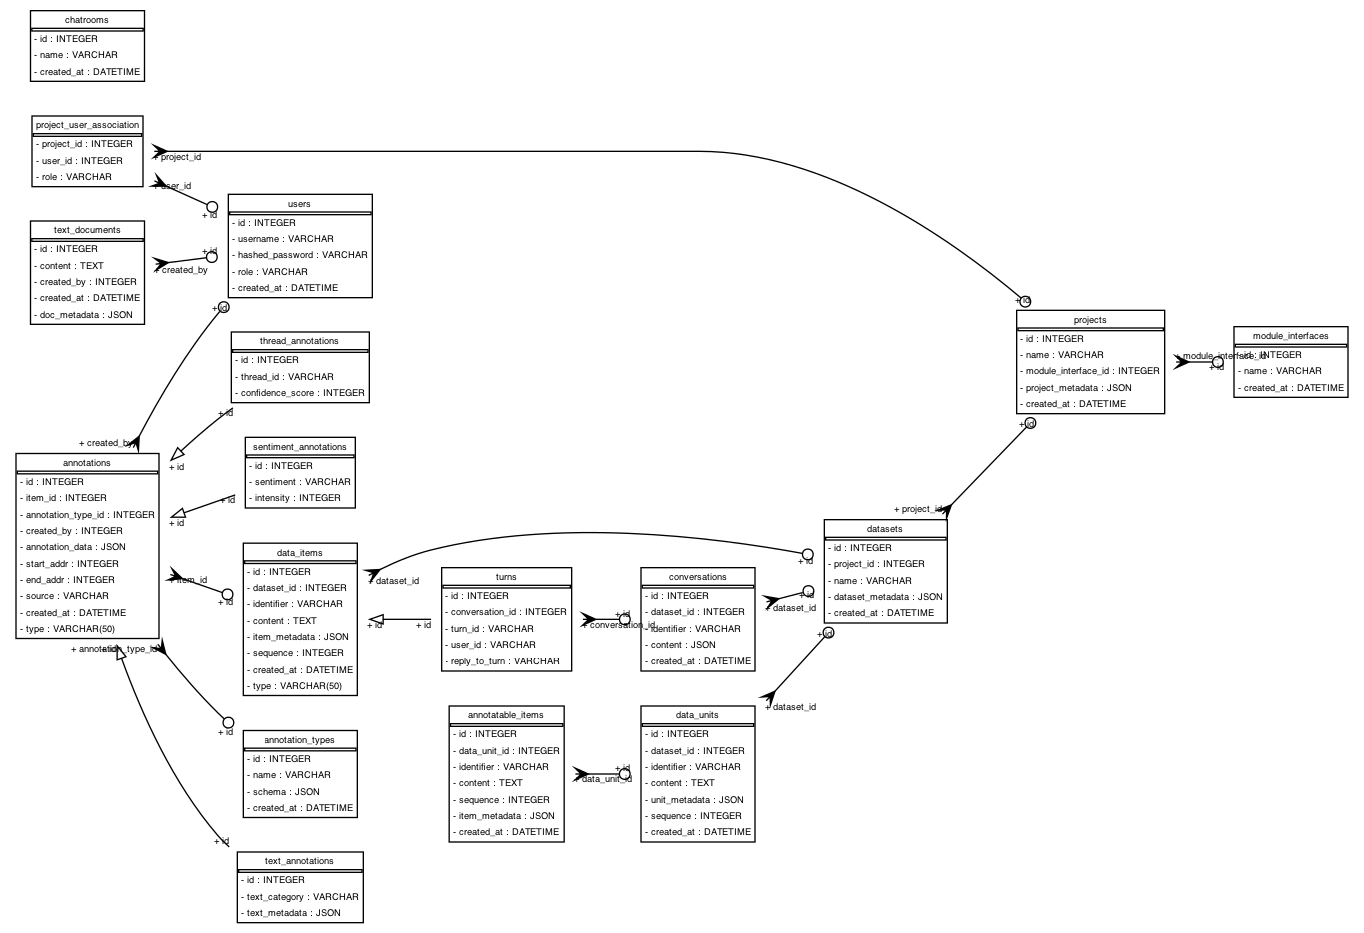 chatrooms
- id : INTEGER
- name : VARCHAR
- created_at : DATETIME
project_user_association
- project_id : INTEGER
- user_id : INTEGER
- role : VARCHAR
+ project_id
+ user_id
+ id
users
- id : INTEGER
- username : VARCHAR
- hashed_password : VARCHAR
- role : VARCHAR
- created_at : DATETIME
text_documents
- id : INTEGER
- content : TEXT
- created_by : INTEGER
- created_at : DATETIME
- doc_metadata : JSON
+ id
+ created_by
+ id
thread_annotations
- id : INTEGER
- thread_id : VARCHAR
- confidence_score : INTEGER
+ id
+ created_by
+ id
annotations
- id : INTEGER
- item_id : INTEGER
- annotation_type_id : INTEGER
- created_by : INTEGER
- annotation_data : JSON
- start_addr : INTEGER
- end_addr : INTEGER
- source : VARCHAR
- created_at : DATETIME
- type : VARCHAR(50)
sentiment_annotations
- id : INTEGER
- sentiment : VARCHAR
- intensity : INTEGER
+ id
+ id
+ item_id
+ id
data_items
- id : INTEGER
- dataset_id : INTEGER
- identifier : VARCHAR
- content : TEXT
- item_metadata : JSON
- sequence : INTEGER
- created_at : DATETIME
- type : VARCHAR(50)
+ dataset_id
+ id
+ id
+ id
turns
- id : INTEGER
- conversation_id : INTEGER
- turn_id : VARCHAR
- user_id : VARCHAR
- reply_to_turn : VARCHAR
+ id
+ conversation_id
conversations
- id : INTEGER
- dataset_id : INTEGER
- identifier : VARCHAR
- content : JSON
- created_at : DATETIME
+ id
+ dataset_id
datasets
- id : INTEGER
- project_id : INTEGER
- name : VARCHAR
- dataset_metadata : JSON
- created_at : DATETIME
+ project_id
+ id
+ id
projects
- id : INTEGER
- name : VARCHAR
- module_interface_id : INTEGER
- project_metadata : JSON
- created_at : DATETIME
+ id
+ module_interface_id
+ id
module_interfaces
- id : INTEGER
- name : VARCHAR
- created_at : DATETIME
+ id
+ dataset_id
annotatable_items
- id : INTEGER
- data_unit_id : INTEGER
- identifier : VARCHAR
- content : TEXT
- sequence : INTEGER
- item_metadata : JSON
- created_at : DATETIME
+ id
+ data_unit_id
data_units
- id : INTEGER
- dataset_id : INTEGER
- identifier : VARCHAR
- content : TEXT
- unit_metadata : JSON
- sequence : INTEGER
- created_at : DATETIME
+ annotation_type_id
+ id
+ id
annotation_types
- id : INTEGER
- name : VARCHAR
- schema : JSON
- created_at : DATETIME
+ id
text_annotations
- id : INTEGER
- text_category : VARCHAR
- text_metadata : JSON